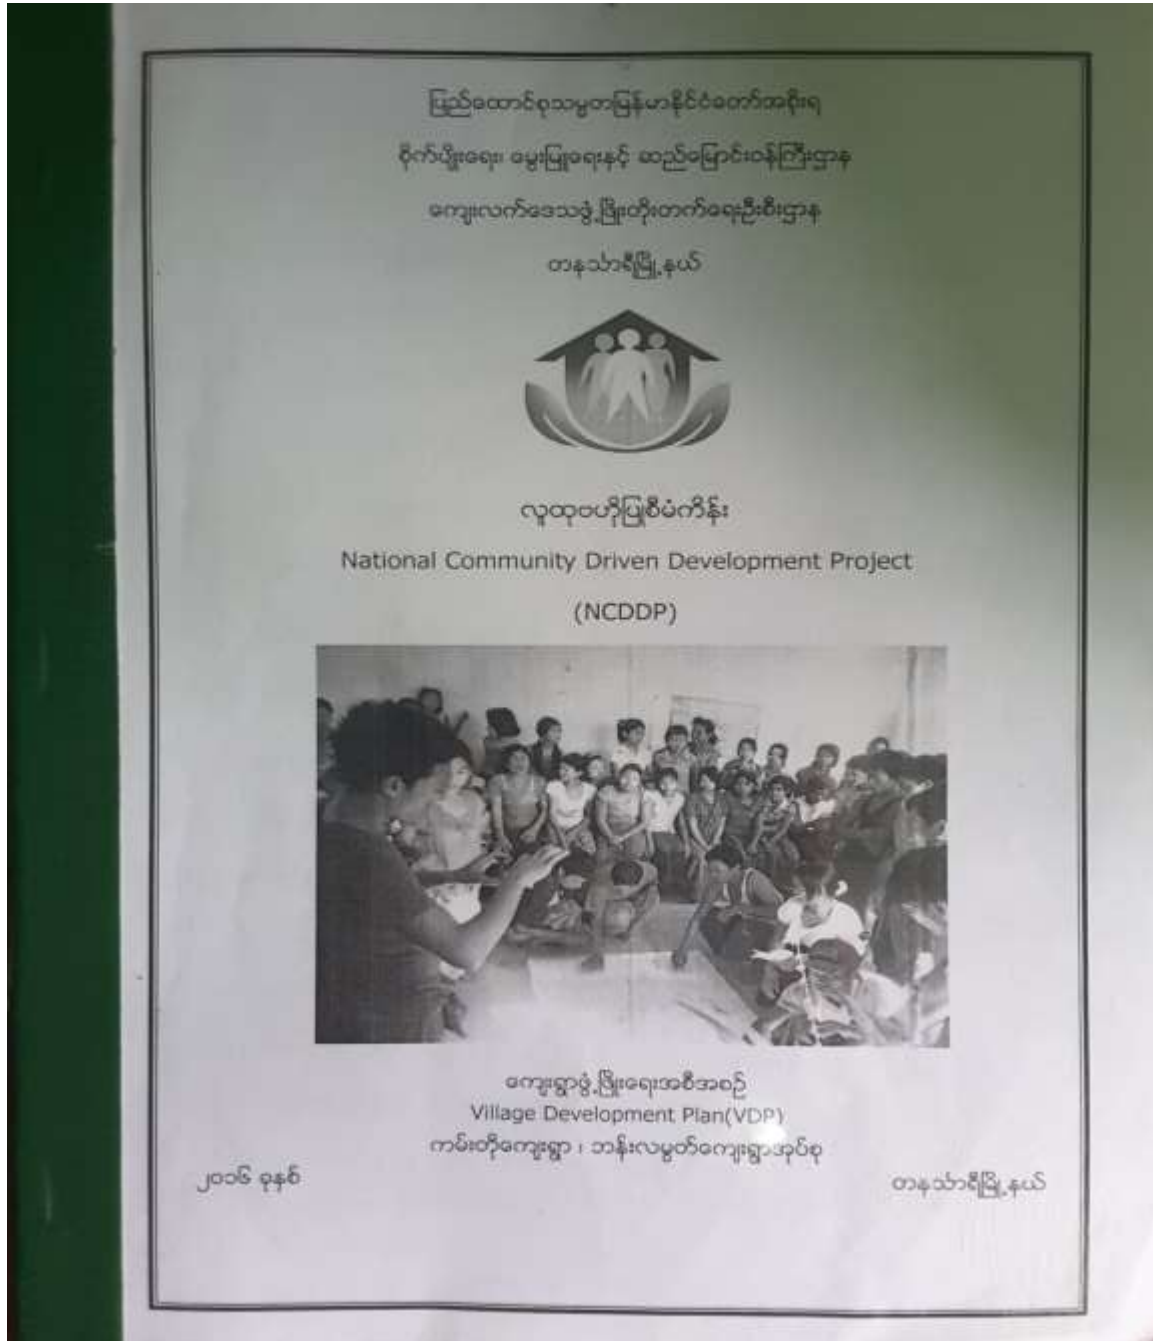 ပြည်ထောင်စုသမ္မတမြန်မာနိုင်ငံတော်အစိုးရ
စိုက်ပျိုးရေး၊ မွေးမြူရေးနှင့် ဆည်မြောင်းဝန်ကြီးဌာန
ကျေးလက်ဒေသဖွံ့ဖြိုးတိုးတက်ရေးဦးစီးဌာန
တနင်္သာရီမြို့နယ်
လူထုဗဟိုပြုစီမံကိန်း
National Community Driven Development Project
(NCDDP)
ကျေးရွာဖွံ့ဖြိုးရေးအစီအစဉ်
Village Development Plan(VDP)
ကမ်းတိုကျေးရွာ ၊ ဘန်းလမွတ်ကျေးရွာအုပ်စု
၂၀၁၆ ခုနှစ်
တနင်္သာရီမြို့နယ်